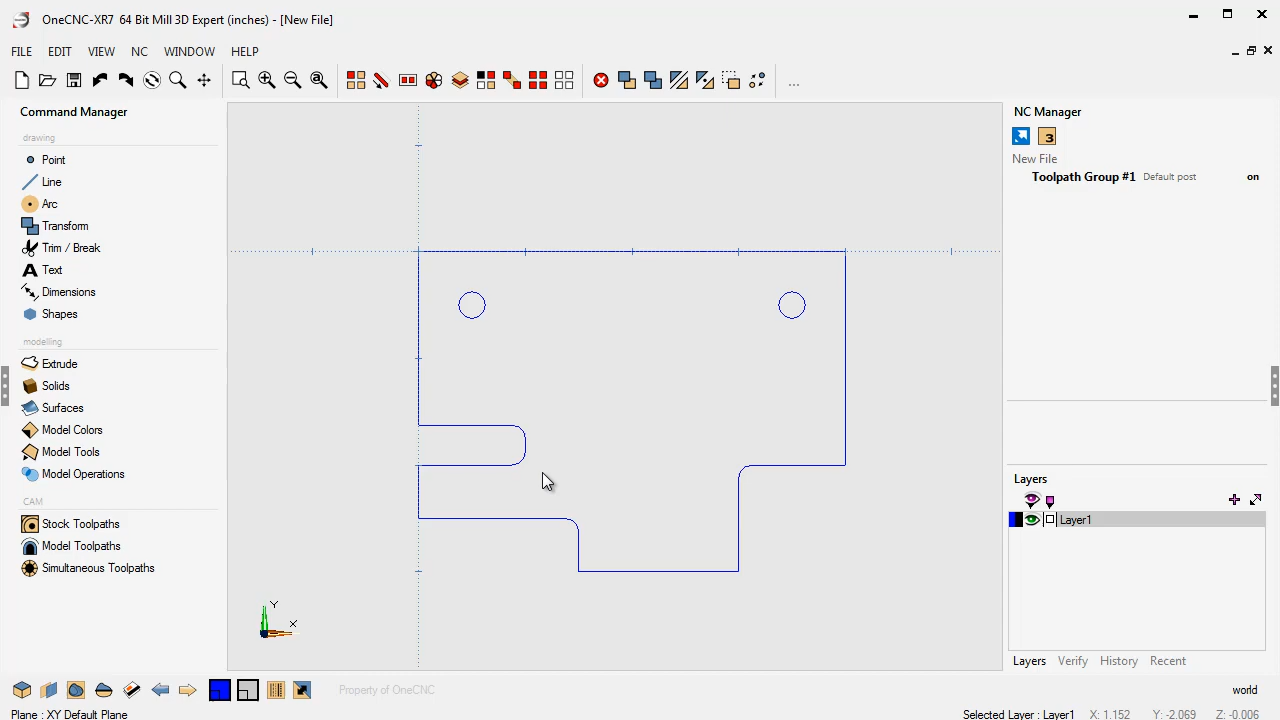 OneCNC-XR7 64 Bit Mill 3D Expert (inches) - [New File]
FILE EDIT VIEW NC WINDOW HELP
...
Command Manager
drawing
Point
Line
Arc
Transform
Trim / Break
A Text
Dimensions
Shapes
modelling
Extrude
Solids
Surfaces
Model Colors
Model Tools
Model Operations
CAM
Stock Toolpaths
Model Toolpaths
Simultaneous Toolpaths
Y
X
NC Manager
3
New File
Toolpath Group #1 Default post on
Layers
Layer1
Layers Verify History Recent
Property of OneCNC
world
Plane : XY Default Plane
Selected Layer : Layer1 X: 1.152 Y: -2.069 Z: -0.006